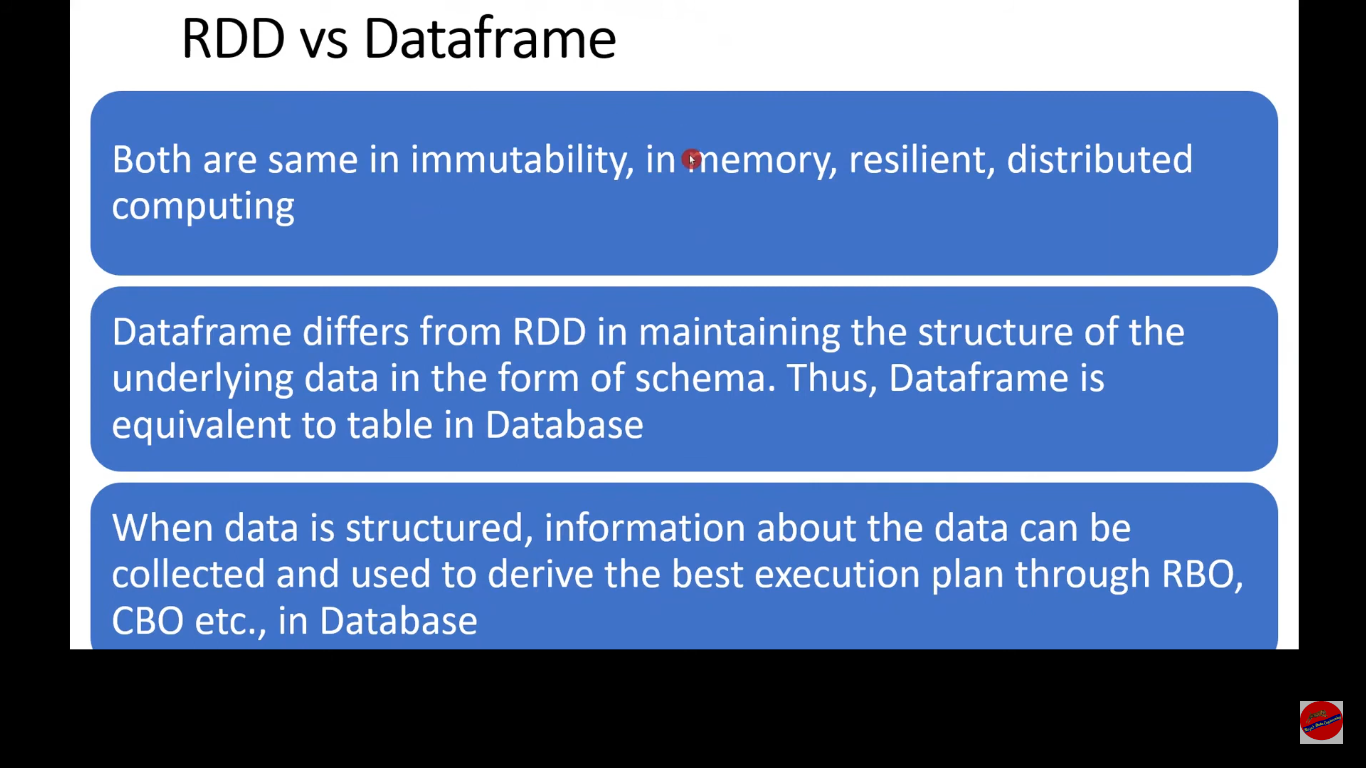 RDD vs Dataframe
Both are same in immutability, in memory, resilient, distributed
computing
Dataframe differs from RDD in maintaining the structure of the
underlying data in the form of schema. Thus, Dataframe is
equivalent to table in Database
When data is structured, information about the data can be
collected and used to derive the best execution plan through RBO,
CBO etc., in Database